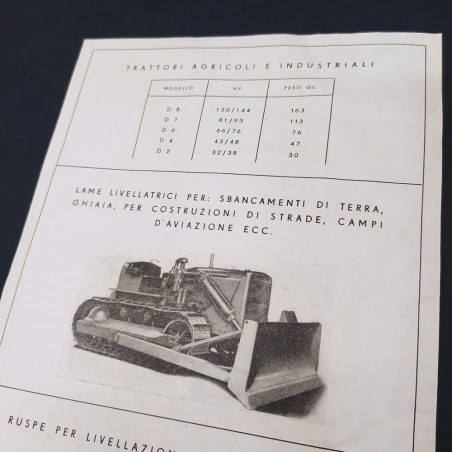 TRATTORI AGRICOLI E INDUSTRIALI
MODELLO HP PESO QL.
D 8 130/144 163
D 7 81/93 113
D 6 66/76 76
D 4 43/48 47
D 2 32/38 30
LAME LIVELLATRICI PER: SBANCAMENTI DI TERRA,
GHIAIA, PER COSTRUZIONI DI STRADE, CAMPI
D'AVIAZIONE ECC.
RUSPE PER LIVELLAZION